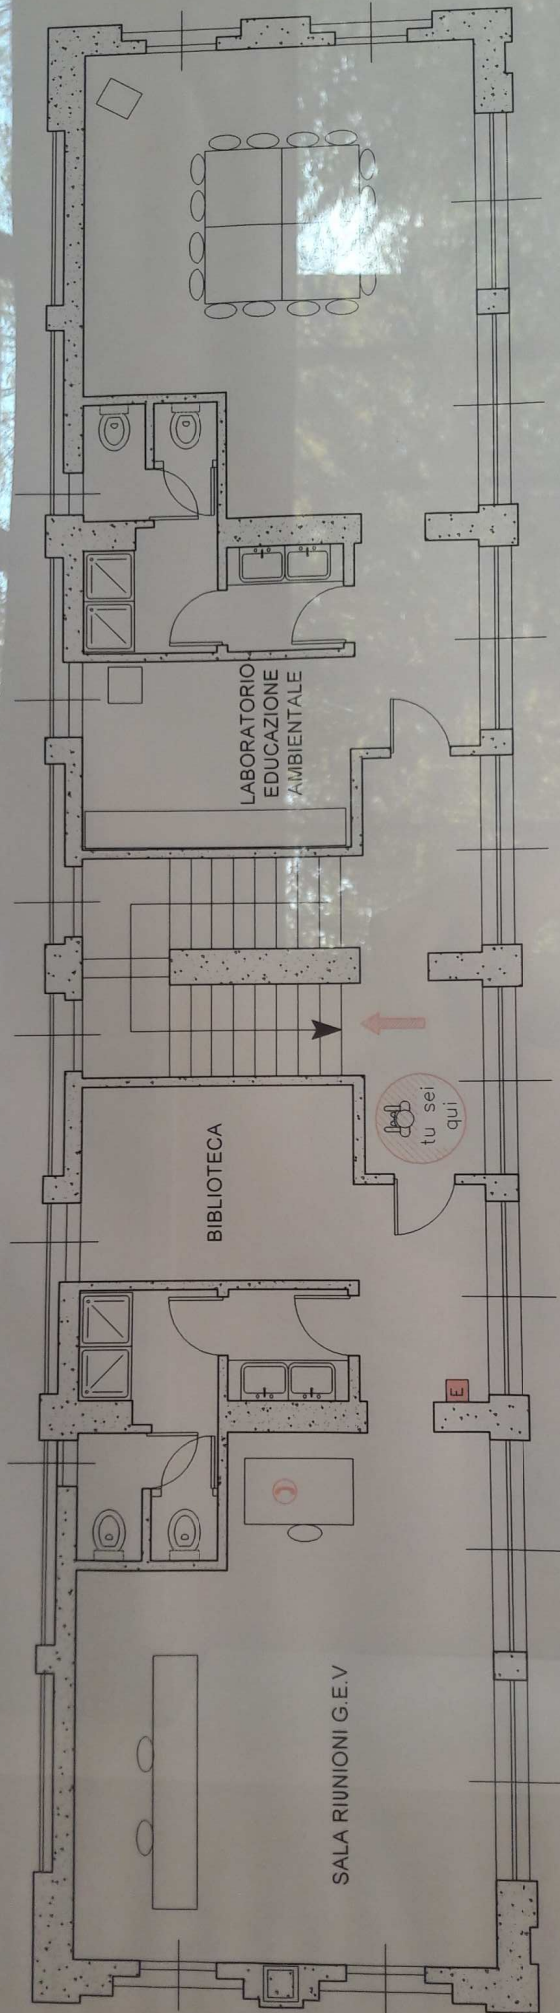 LABORATORIO
EDUCAZIONE
AMBIENTALE
BIBLIOTECA
tu sei
qui
E
SALA RIUNIONI G.E.V